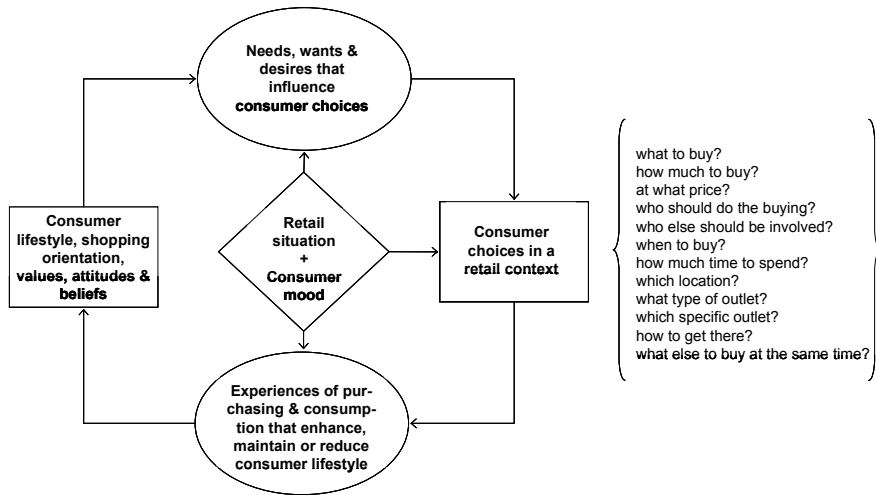 Needs, wants &
desires that
influence
consumer choices
Consumer
lifestyle, shopping
orientation,
values, attitudes &
beliefs
Retail
situation
+
Consumer
mood
Consumer
choices in a
retail context
what to buy?
how much to buy?
at what price?
who should do the buying?
who else should be involved?
when to buy?
how much time to spend?
which location?
what type of outlet?
which specific outlet?
how to get there?
what else to buy at the same time?
Experiences of pur-
chasing & consump-
tion that enhance,
maintain or reduce
consumer lifestyle